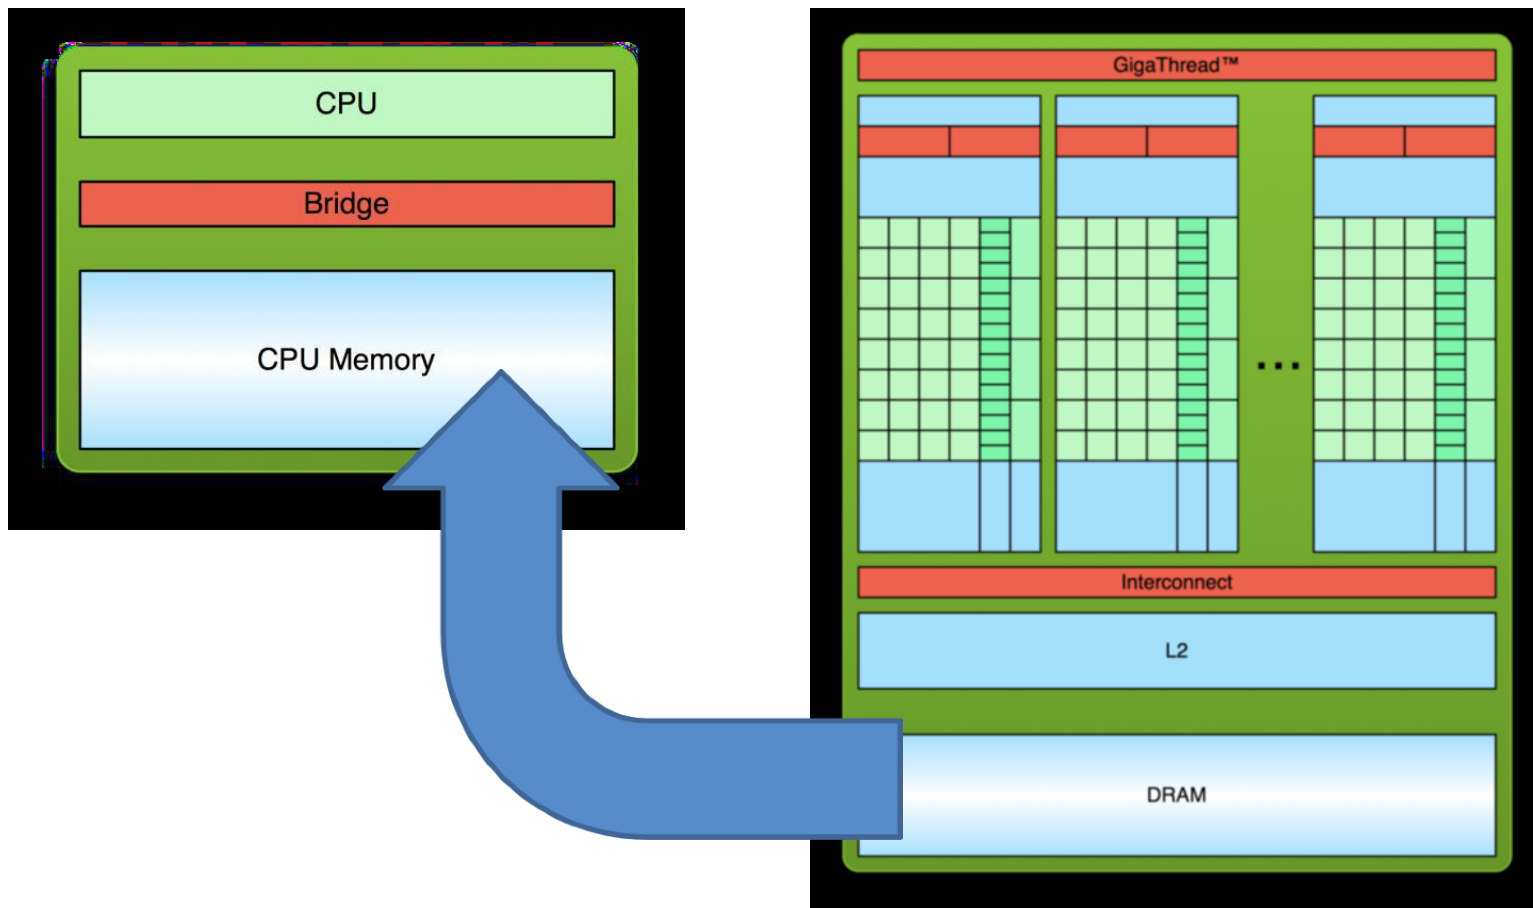 CPU
Bridge
CPU Memory
GigaThread™
...
Interconnect
L2
DRAM